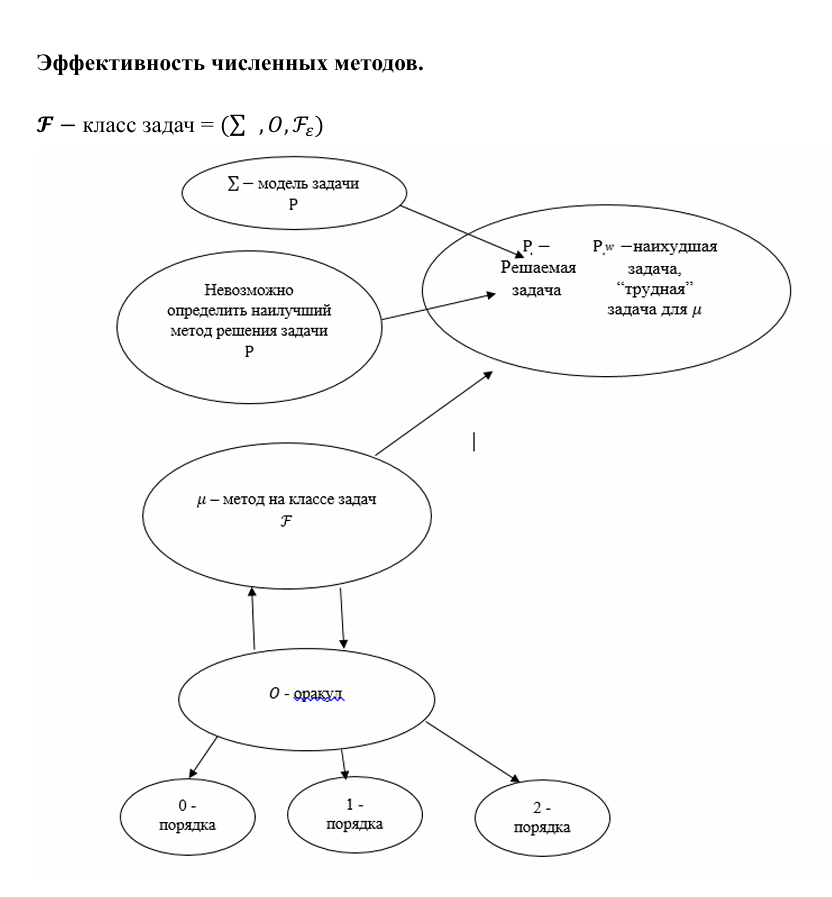 Эффективность численных методов.
𝓕 − класс задач = (∑ , O, ℱ𝜀)
∑ − модель задачи
P
P, −
Решаемая
задача
P,w −наихудшая
задача,
“трудная”
задача для μ
Невозможно
определить наилучший
метод решения задачи
P
μ – метод на классе задач
ℱ
O - оракул
0 -
порядка
1 -
порядка
2 -
порядка